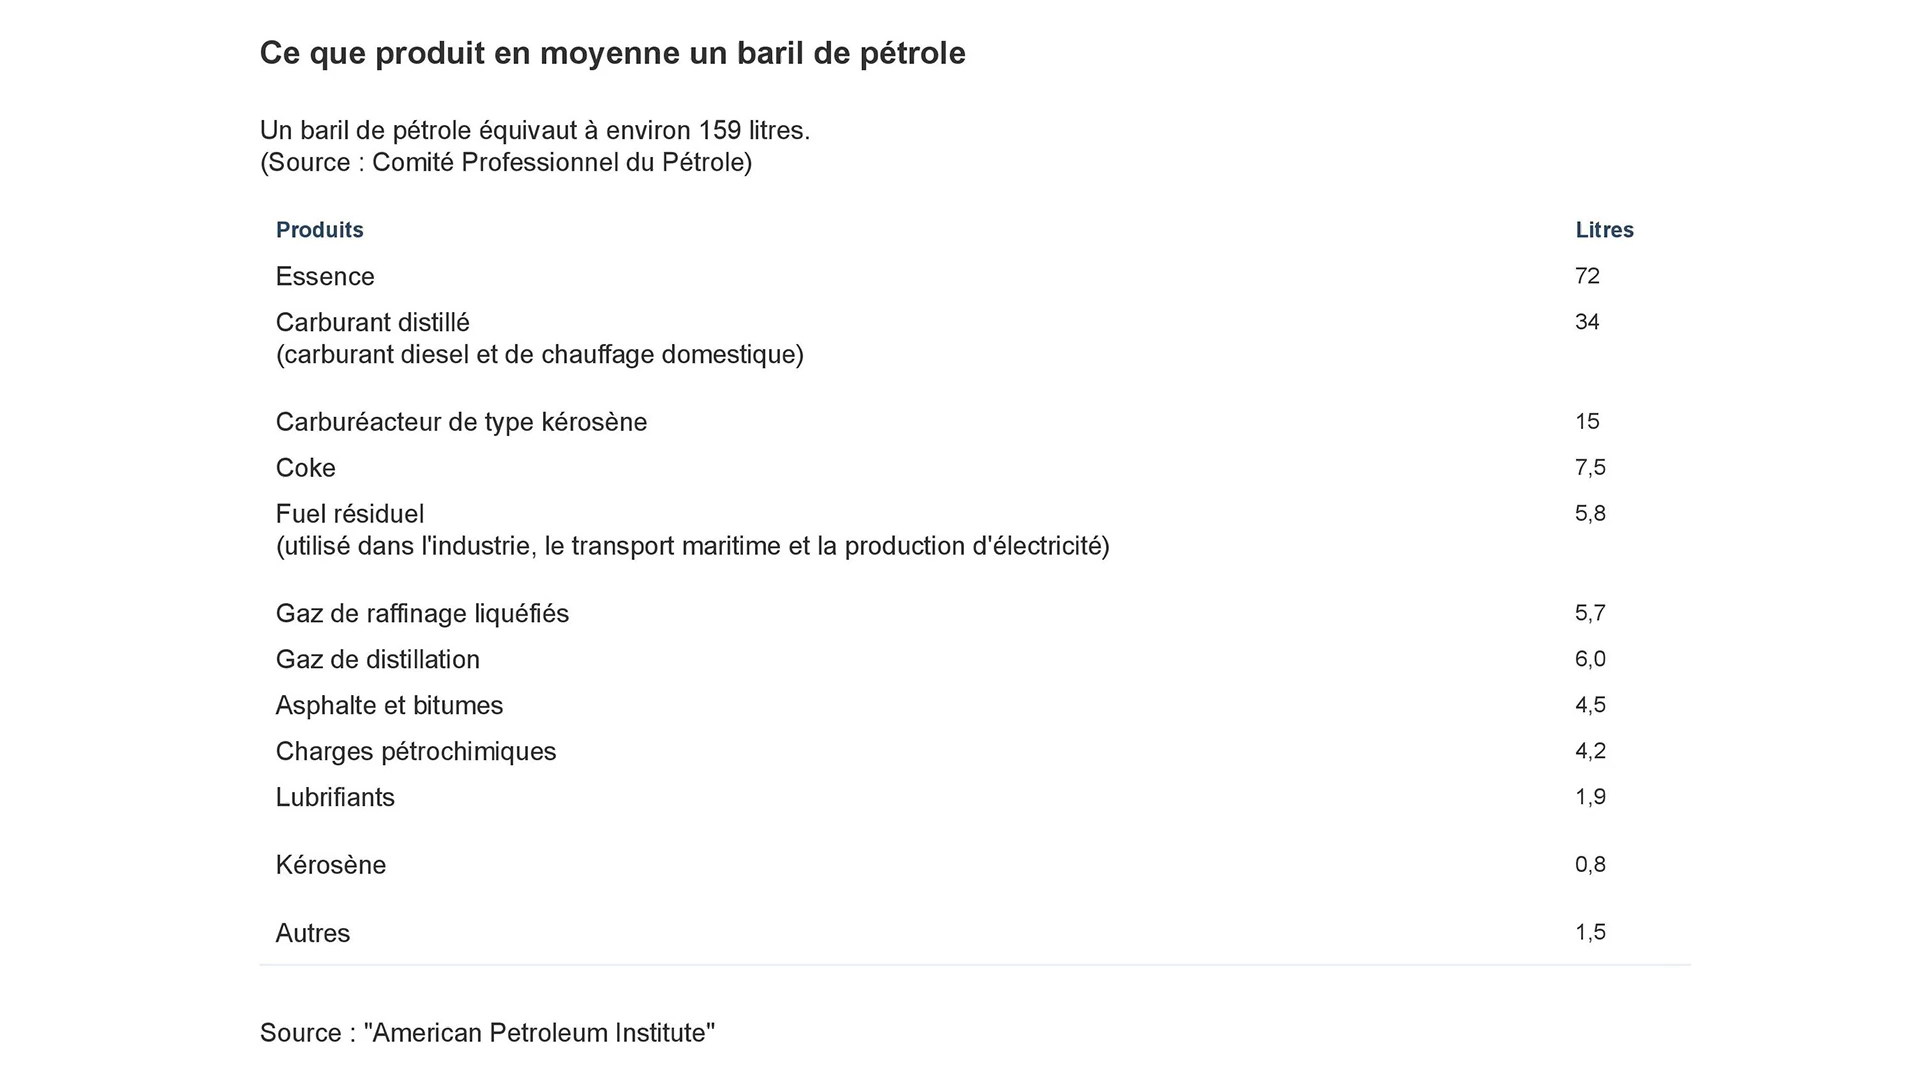 Ce que produit en moyenne un baril de pétrole
Un baril de pétrole équivaut à environ 159 litres.
(Source : Comité Professionnel du Pétrole)
Produits Litres
Essence 72
Carburant distillé 34
(carburant diesel et de chauffage domestique)
Carburéacteur de type kérosène 15
Coke 7,5
Fuel résiduel 5,8
(utilisé dans l'industrie, le transport maritime et la production d'électricité)
Gaz de raffinage liquéfiés 5,7
Gaz de distillation 6,0
Asphalte et bitumes 4,5
Charges pétrochimiques 4,2
Lubrifiants 1,9
Kérosène 0,8
Autres 1,5
Source : "American Petroleum Institute"